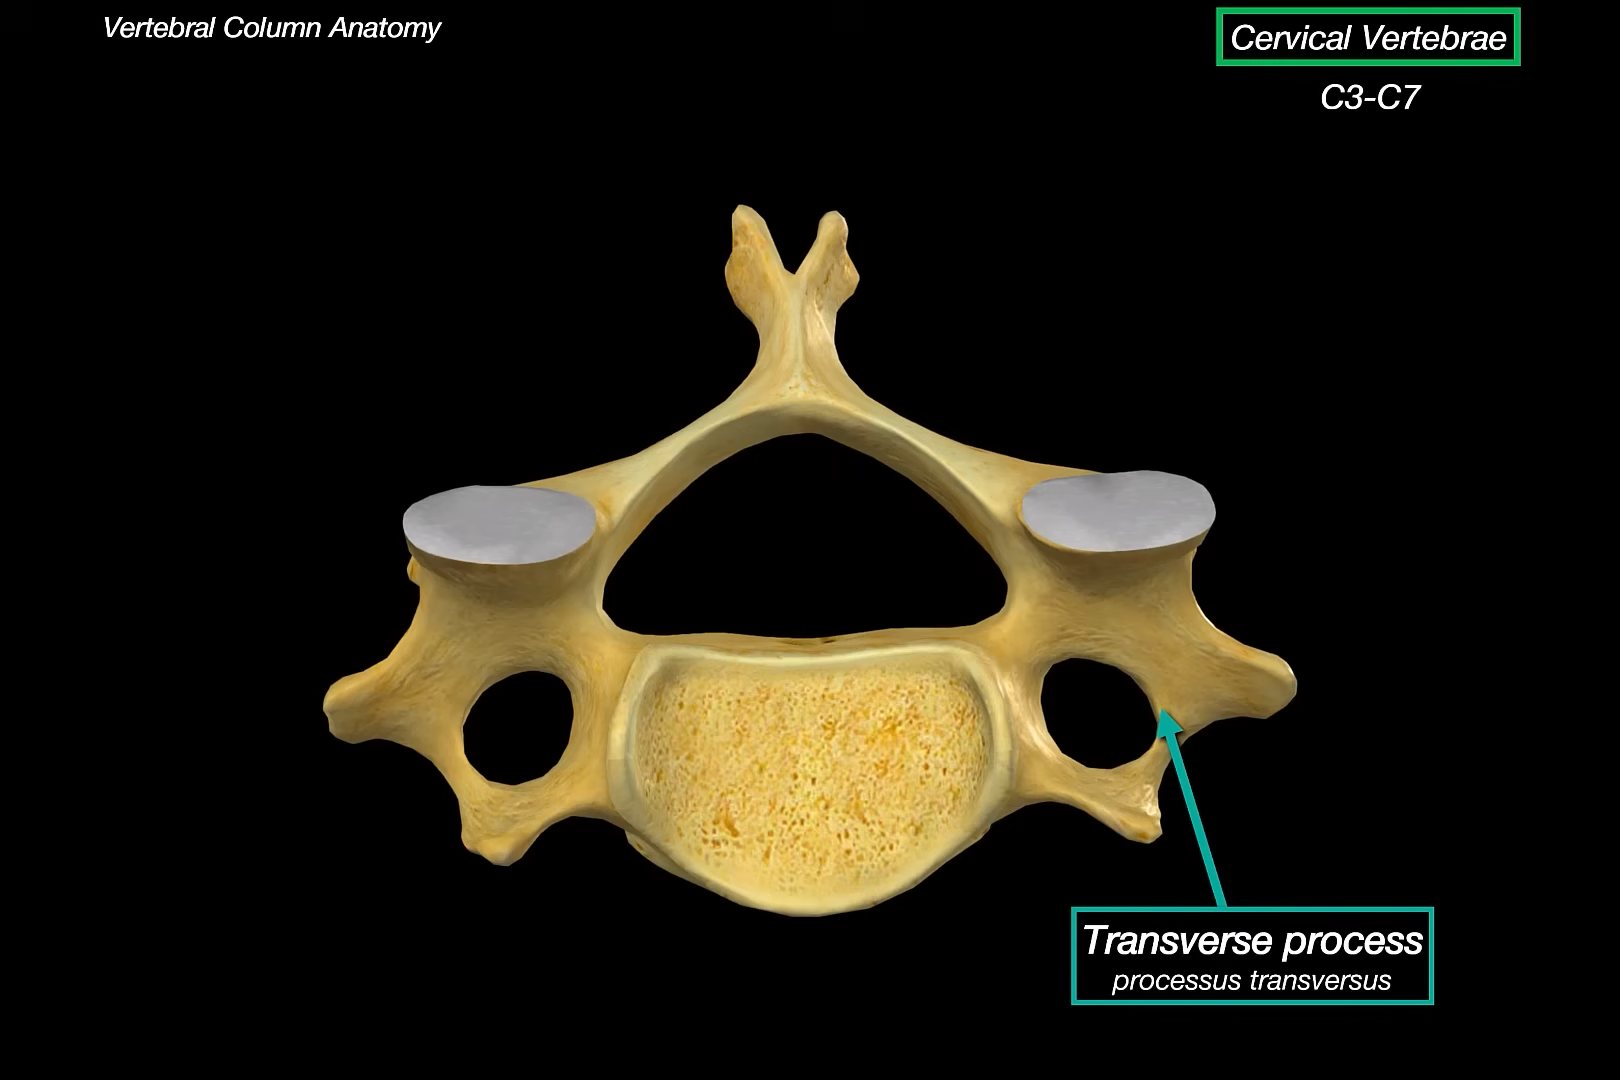 Vertebral Column Anatomy
Cervical Vertebrae
C3-C7
Transverse process
processus transversus